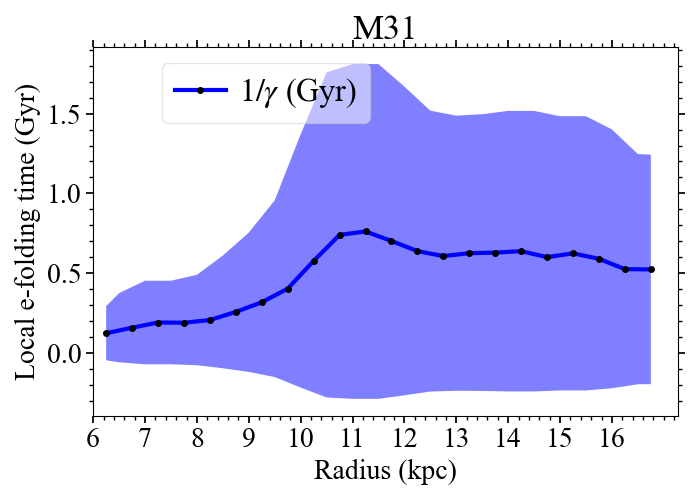 M31
1/γ (Gyr)
Local e-folding time (Gyr)
1.5
1.0
0.5
0.0
6 7 8 9 10 11 12 13 14 15 16
Radius (kpc)